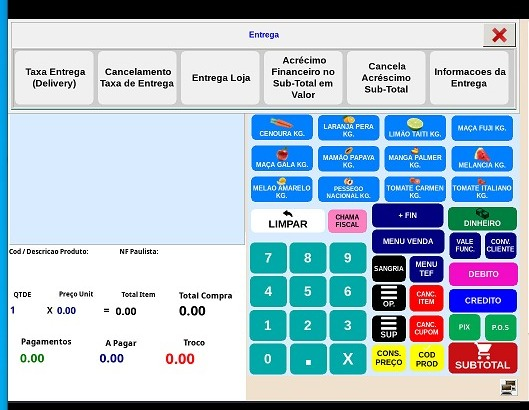 Entrega
Taxa Entrega
(Delivery)
Cancelamento
Taxa de Entrega
Entrega Loja
Acrécimo
Financeiro no
Sub-Total em
Valor
Cancela
Acréscimo
Sub-Total
Informacoes da
Entrega
CENOURA KG.
LARANJA PERA
KG.
LIMÃO TAITI KG.
MAÇA FUJI KG.
MAÇA GALA KG.
MAMÃO PAPAYA
KG.
MANGA PALMER
KG.
MELANCIA KG.
MELAO AMARELO
KG.
PESSEGO
NACIONAL KG.
TOMATE CARMEN
KG.
TOMATE ITALIANO
KG.
LIMPAR
CHAMA
FISCAL
+ FIN
DINHEIRO
Cod / Descricao Produto:
NF Paulista:
7
8
9
MENU VENDA
VALE
FUNC.
CONV.
CLIENTE
SANGRIA
MENU
TEF
DEBITO
QTDE
Preço Unit
Total Item
Total Compra
1
X
0.00
=
0.00
0.00
4
5
6
OP.
CANC.
ITEM
CREDITO
1
2
3
SUP
CANC.
CUPOM
PIX
P.O.S
Pagamentos
A Pagar
Troco
0.00
0.00
0.00
0
.
X
CONS.
PREÇO
COD
PROD
SUBTOTAL